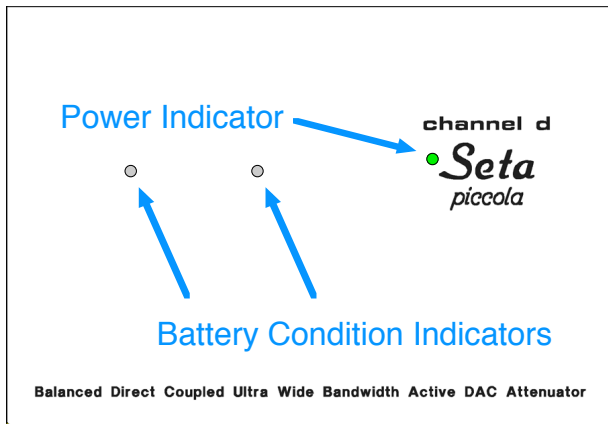 Power Indicator
channel d
Seta
piccola
Battery Condition Indicators
Balanced Direct Coupled Ultra Wide Bandwidth Active DAC Attenuator